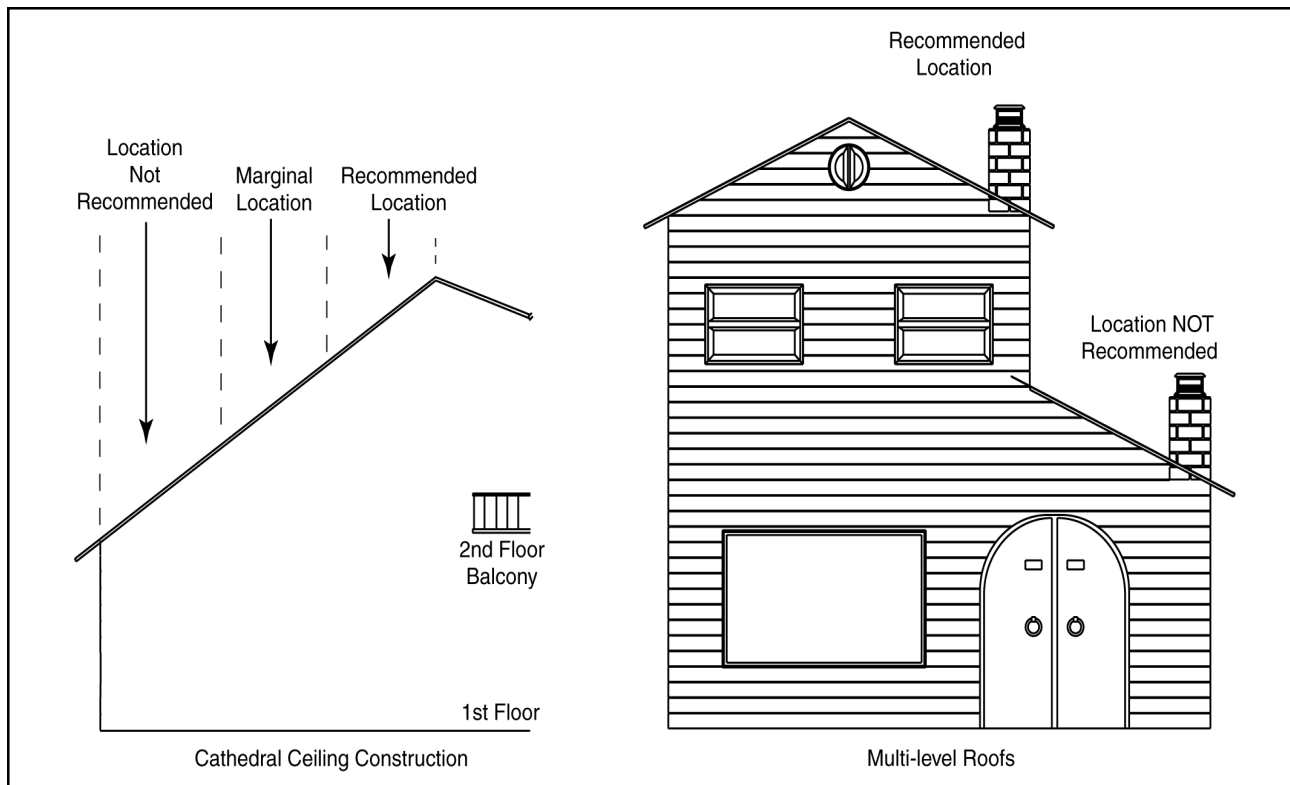 Location
Not
Recommended
Marginal
Location
Recommended
Location
2nd Floor
Balcony
1st Floor
Cathedral Ceiling Construction
Recommended
Location
Location NOT
Recommended
Multi-level Roofs